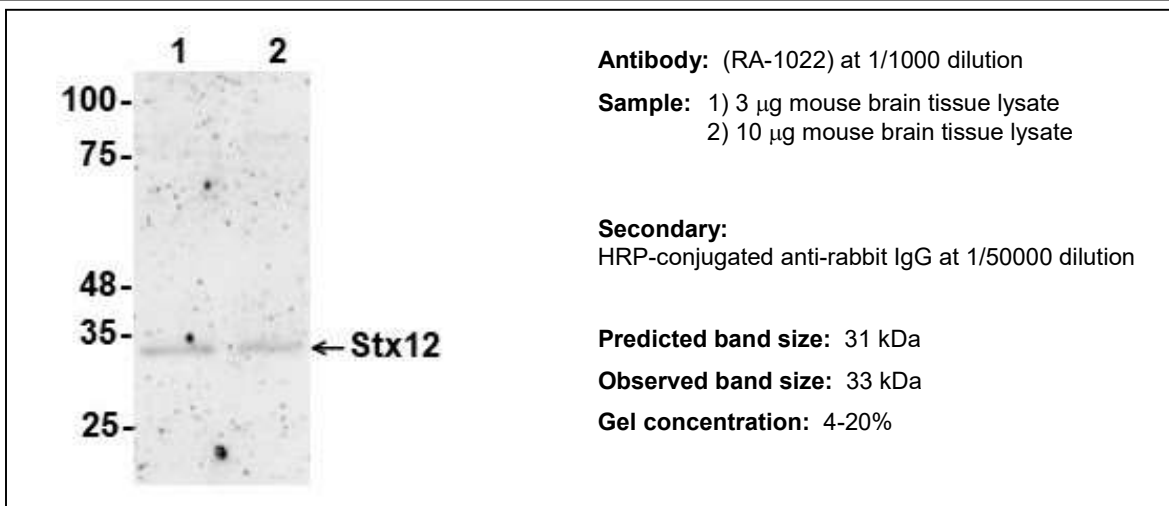 1 2
100-
75-
48-
35-
25-
←Stx12
Antibody: (RA-1022) at 1/1000 dilution
Sample: 1) 3 μg mouse brain tissue lysate
2) 10 μg mouse brain tissue lysate
Secondary:
HRP-conjugated anti-rabbit IgG at 1/50000 dilution
Predicted band size: 31 kDa
Observed band size: 33 kDa
Gel concentration: 4-20%